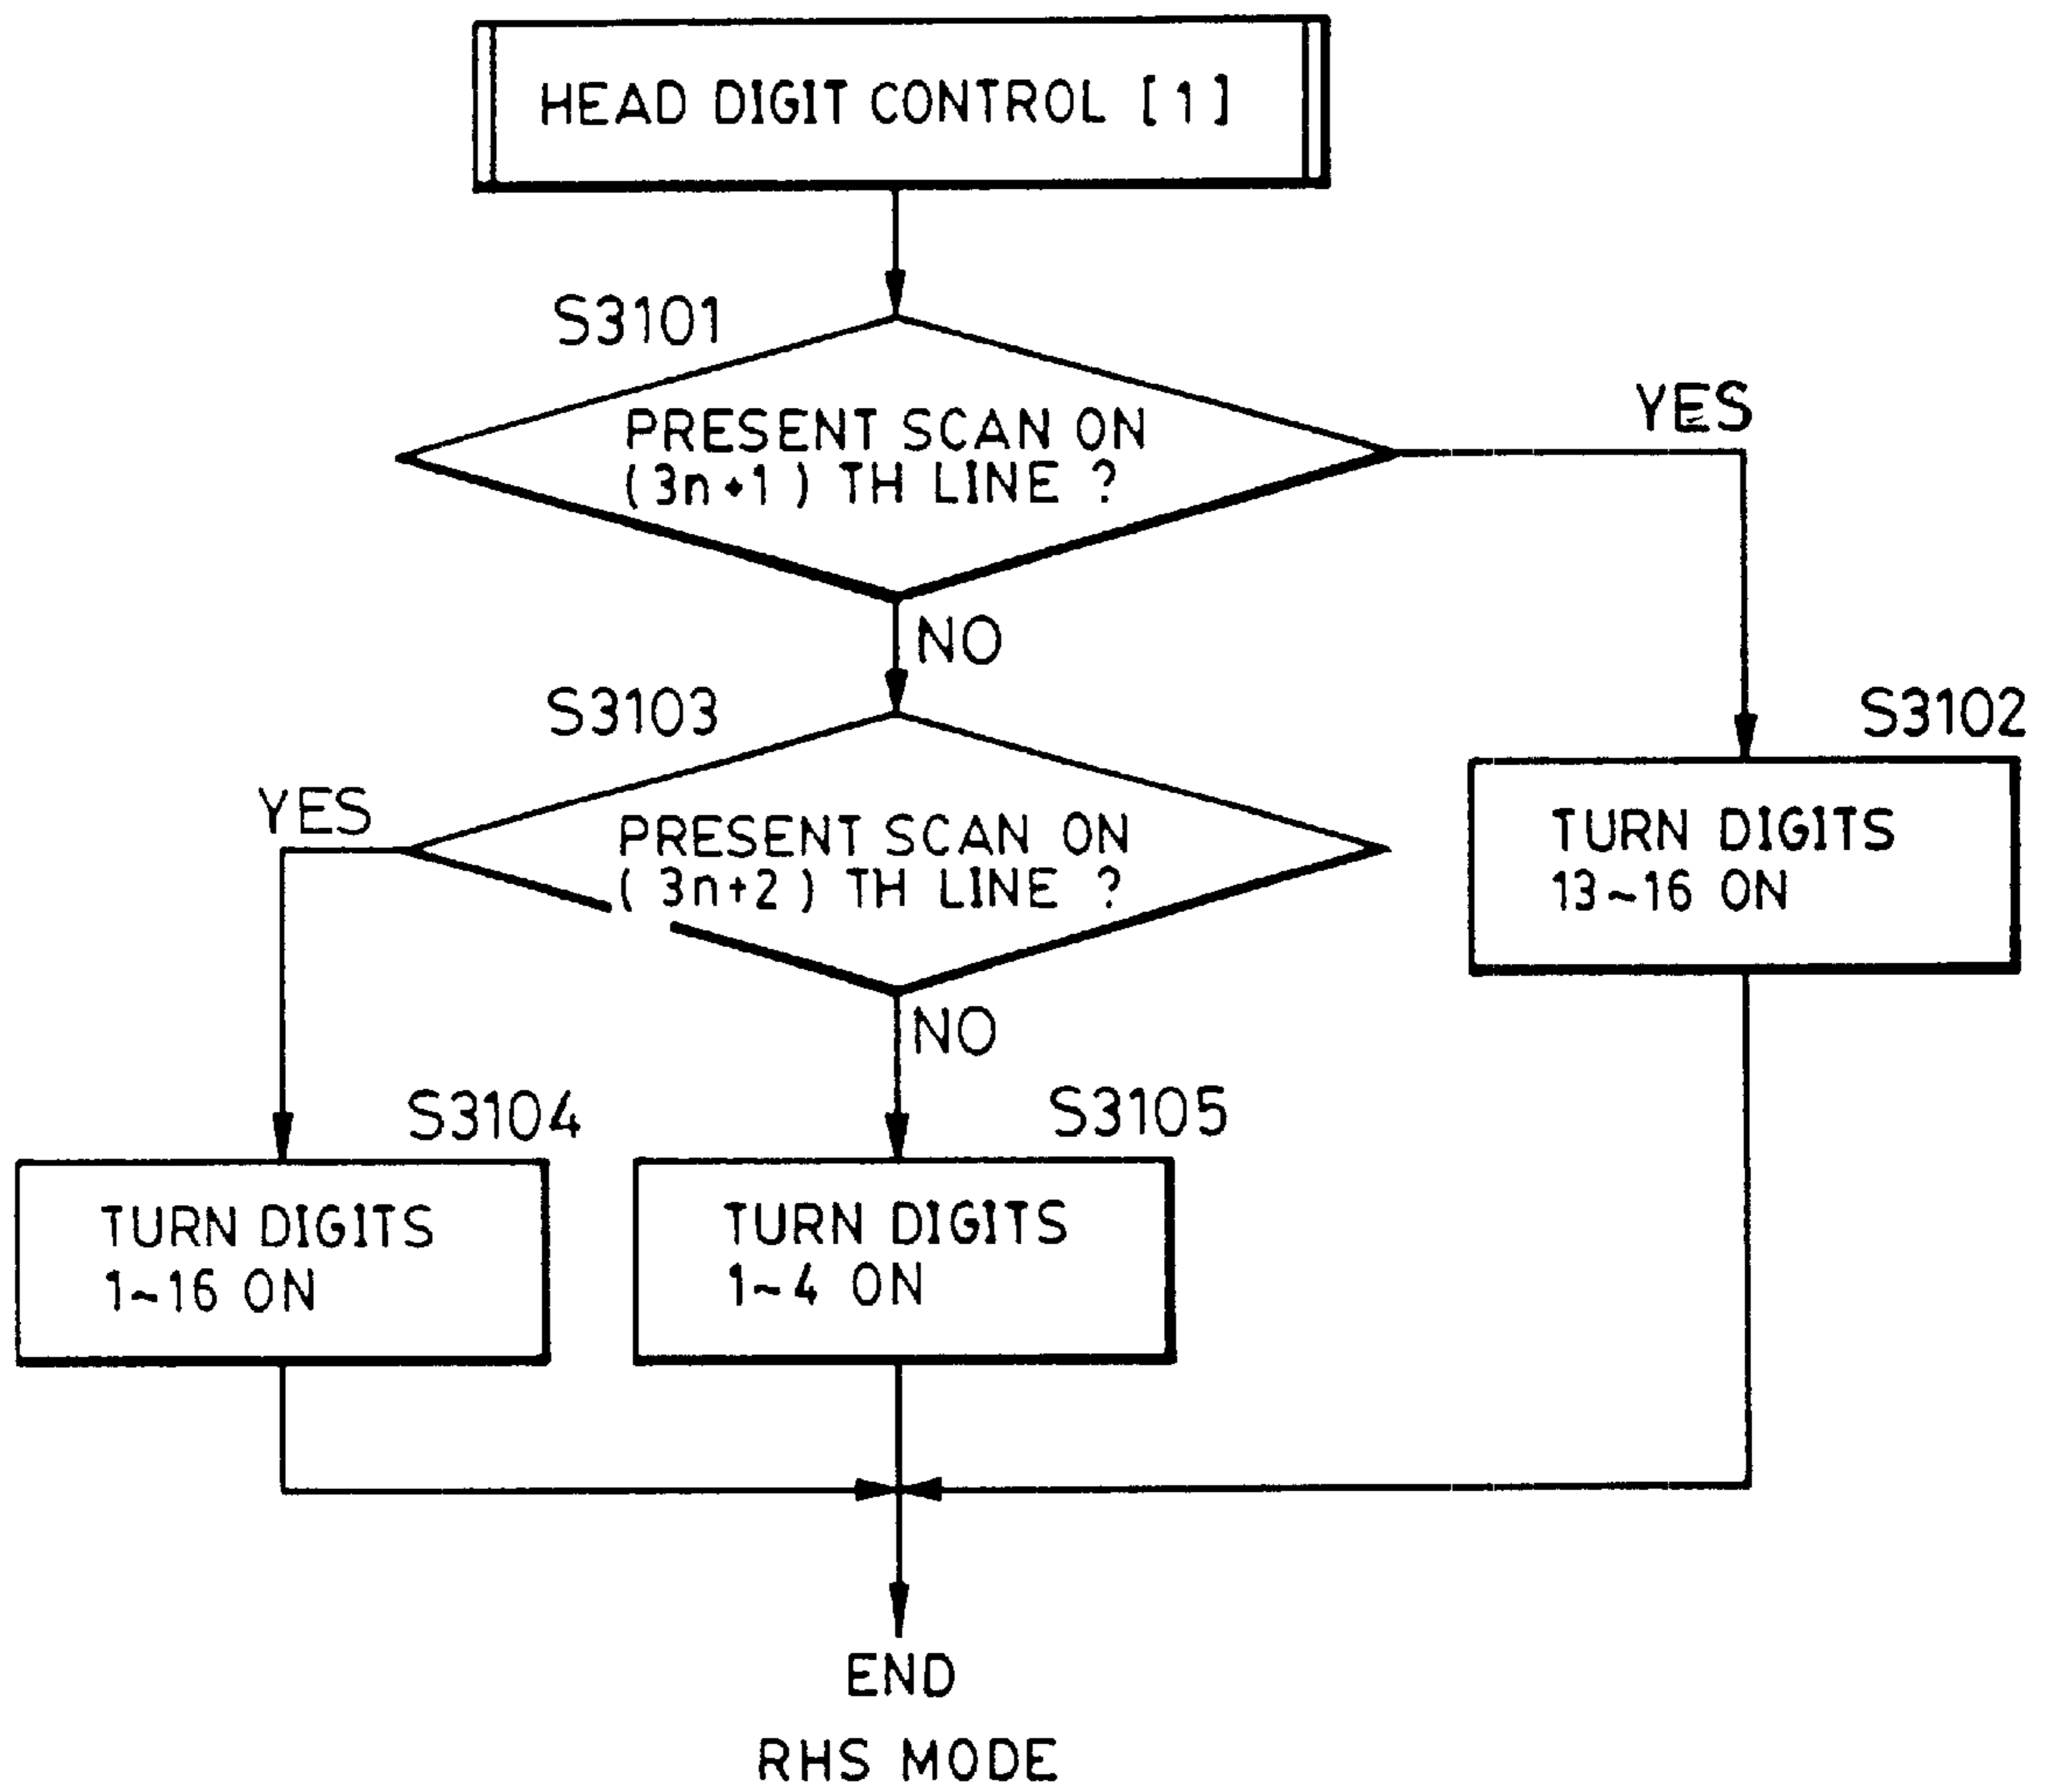 HEAD DIGIT CONTROL [1]
S3101
PRESENT SCAN ON
(3n+1) TH LINE ?
YES
NO
S3103
S3102
YES
PRESENT SCAN ON
(3n+2) TH LINE ?
TURN DIGITS
13~16 ON
NO
S3104
S3105
TURN DIGITS
1~16 ON
TURN DIGITS
1~4 ON
END
RHS MODE